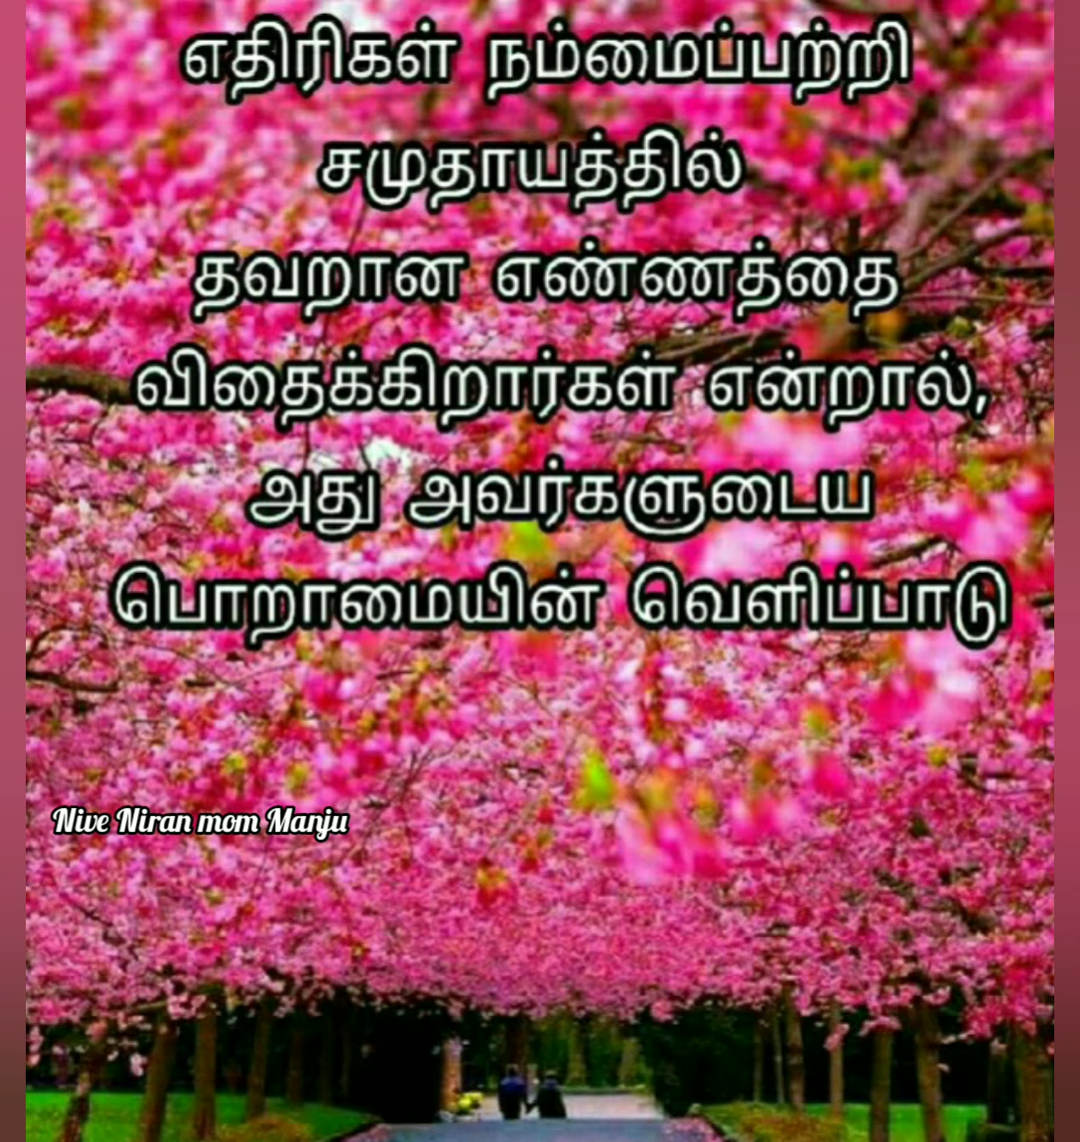 எதிரிகள் நம்மைப்பற்றி
சமுதாயத்தில்
தவறான எண்ணத்தை
விதைக்கிறார்கள் என்றால்,
அது அவர்களுடைய
பொறாமையின் வெளிப்பாடு
Nive Niran mom Manju